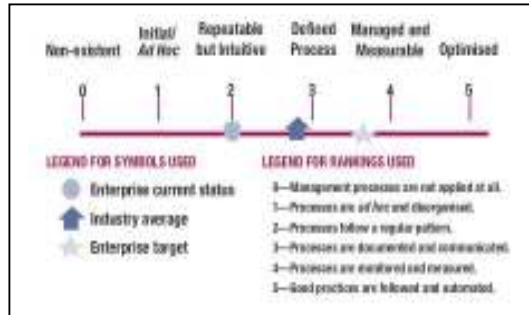 Initial/ Repeatable Defined Managed and
Non-existent Ad Hoc but Intuitive Process Measurable Optimised
0 1 2 3 4 5
LEGEND FOR SYMBOLS USED
Enterprise current status
Industry average
Enterprise target
LEGEND FOR RANKINGS USED
0—Management processes are not applied at all.
1—Processes are ad hoc and disorganised.
2—Processes follow a regular pattern.
3—Processes are documented and communicated.
4—Processes are monitored and measured.
5—Good practices are followed and automated.